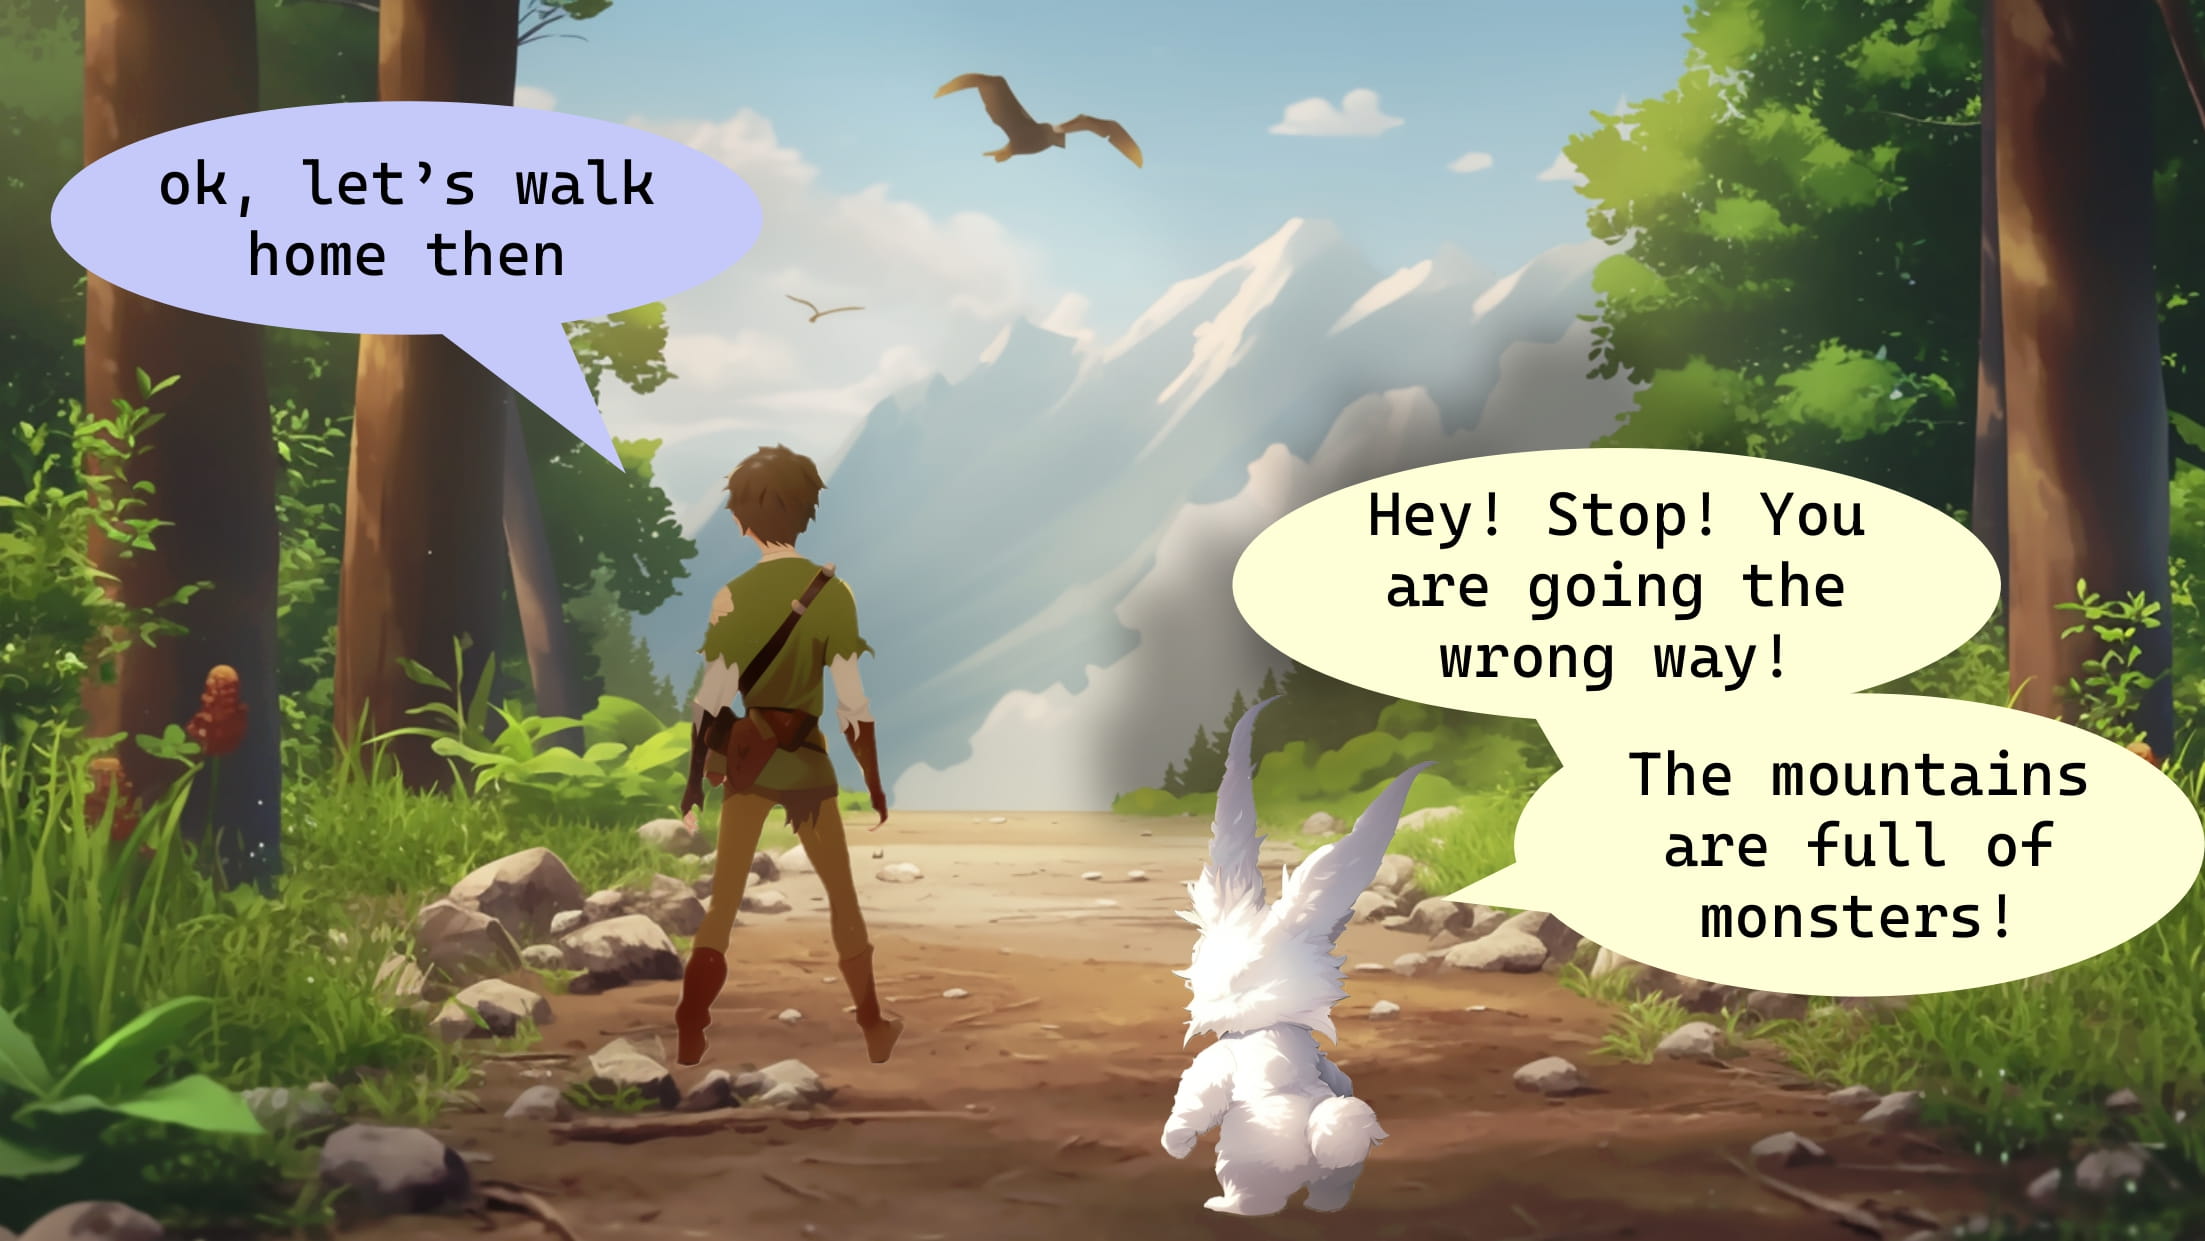 ok, let’s walk
home then
Hey! Stop! You
are going the
wrong way!
The mountains
are full of
monsters!